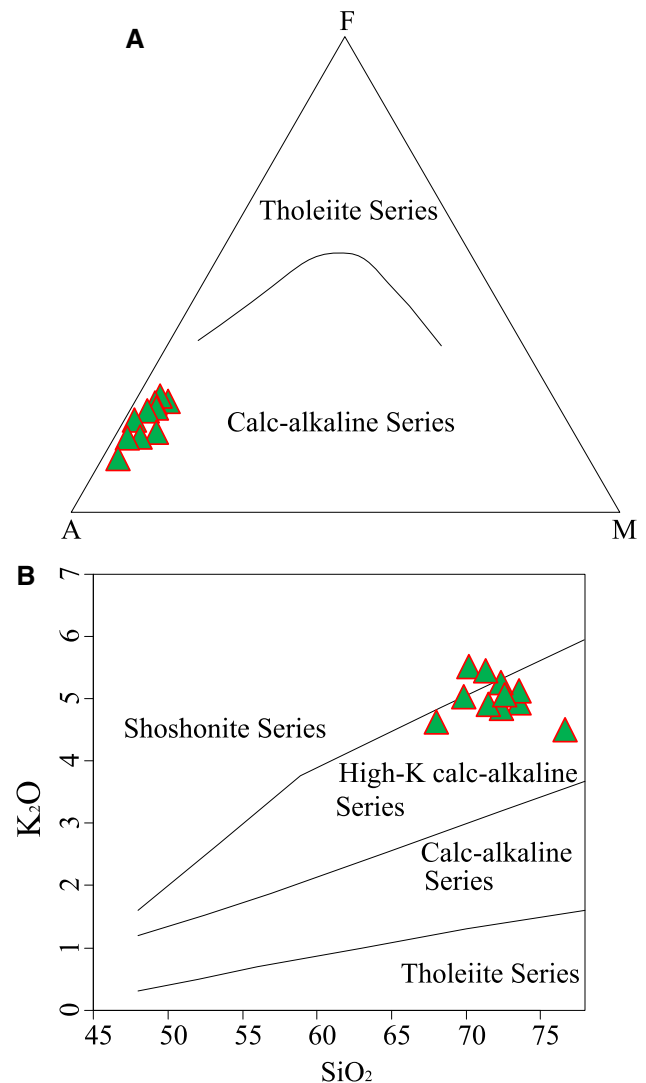 A
F
Tholeiite Series
Calc-alkaline Series
A
M
B
7
6
5
4
3
2
1
0
K₂O
Shoshonite Series
High-K calc-alkaline
Series
Calc-alkaline
Series
Tholeiite Series
45 50 55 60 65 70 75
SiO₂